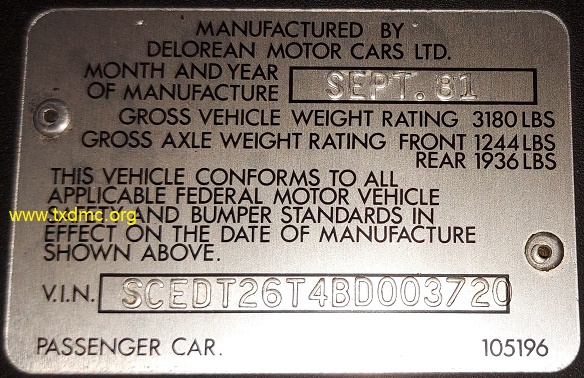 MANUFACTURED BY
DELOREAN MOTOR CARS LTD.
MONTH AND YEAR
OF MANUFACTURE SEPT. 81
GROSS VEHICLE WEIGHT RATING 3180 LBS
GROSS AXLE WEIGHT RATING FRONT 1244 LBS
REAR 1936 LBS
THIS VEHICLE CONFORMS TO ALL
APPLICABLE FEDERAL MOTOR VEHICLE
www.txdmc.org
AND BUMPER STANDARDS IN
EFFECT ON THE DATE OF MANUFACTURE
SHOWN ABOVE.
V.I.N. SCEDT26T4BD003720
PASSENGER CAR. 105196